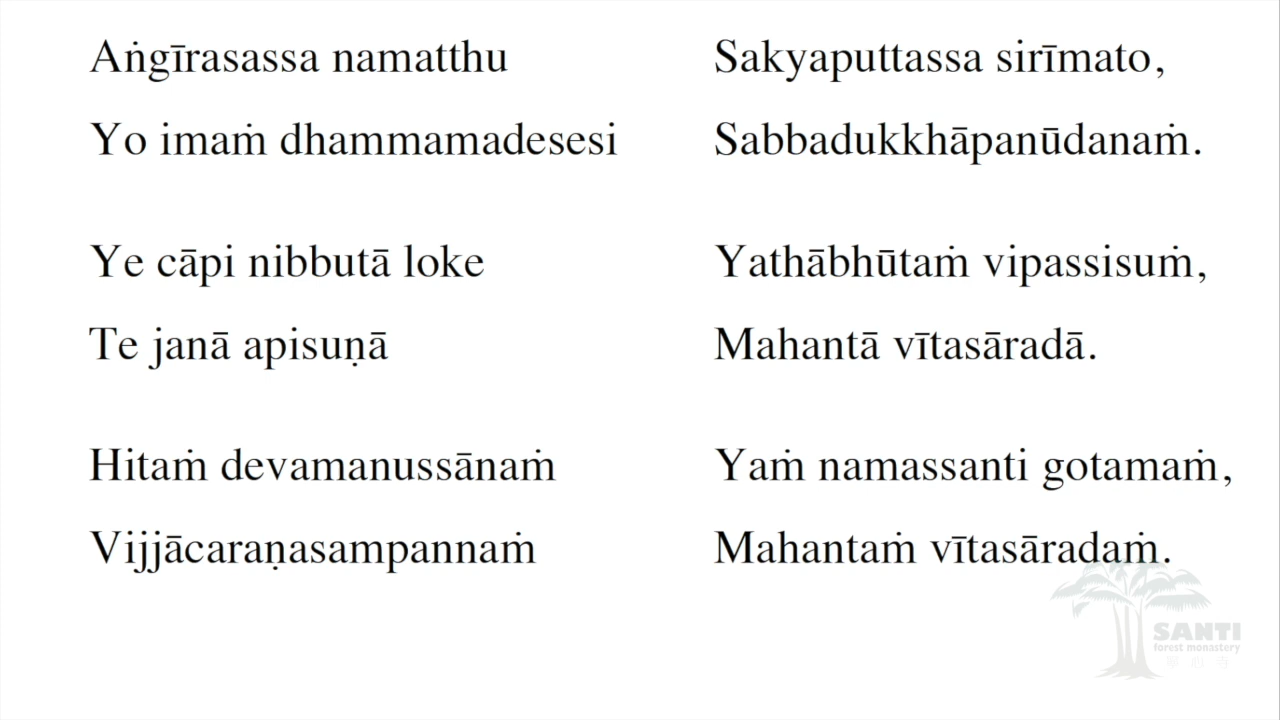 Aṅgīrasassa namatthu Sakyaputtassa sirīmato,
Yo imaṁ dhammamadesesi Sabbadukkhāpanūdanaṁ.
Ye cāpi nibbutā loke Yathābhūtaṁ vipassisuṁ,
Te janā apisuṇā Mahantā vītasāradā.
Hitaṁ devamanussānaṁ Yaṁ namassanti gotamaṁ,
Vijjācaraṇasampannaṁ Mahantaṁ vītasāradaṁ.
SANTI
forest monastery